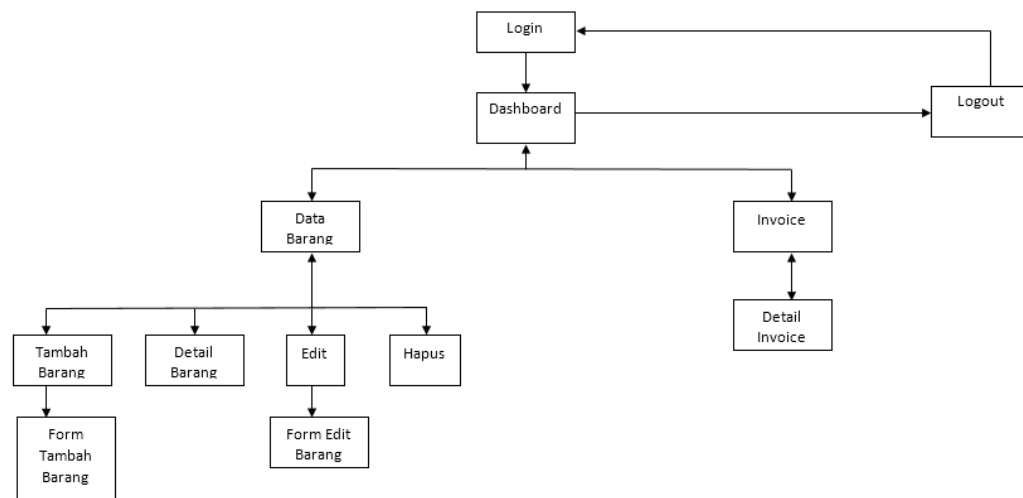 Login
Dashboard
Logout
Data
Barang
Invoice
Detail
Invoice
Tambah
Barang
Detail
Barang
Edit
Hapus
Form
Tambah
Barang
Form Edit
Barang